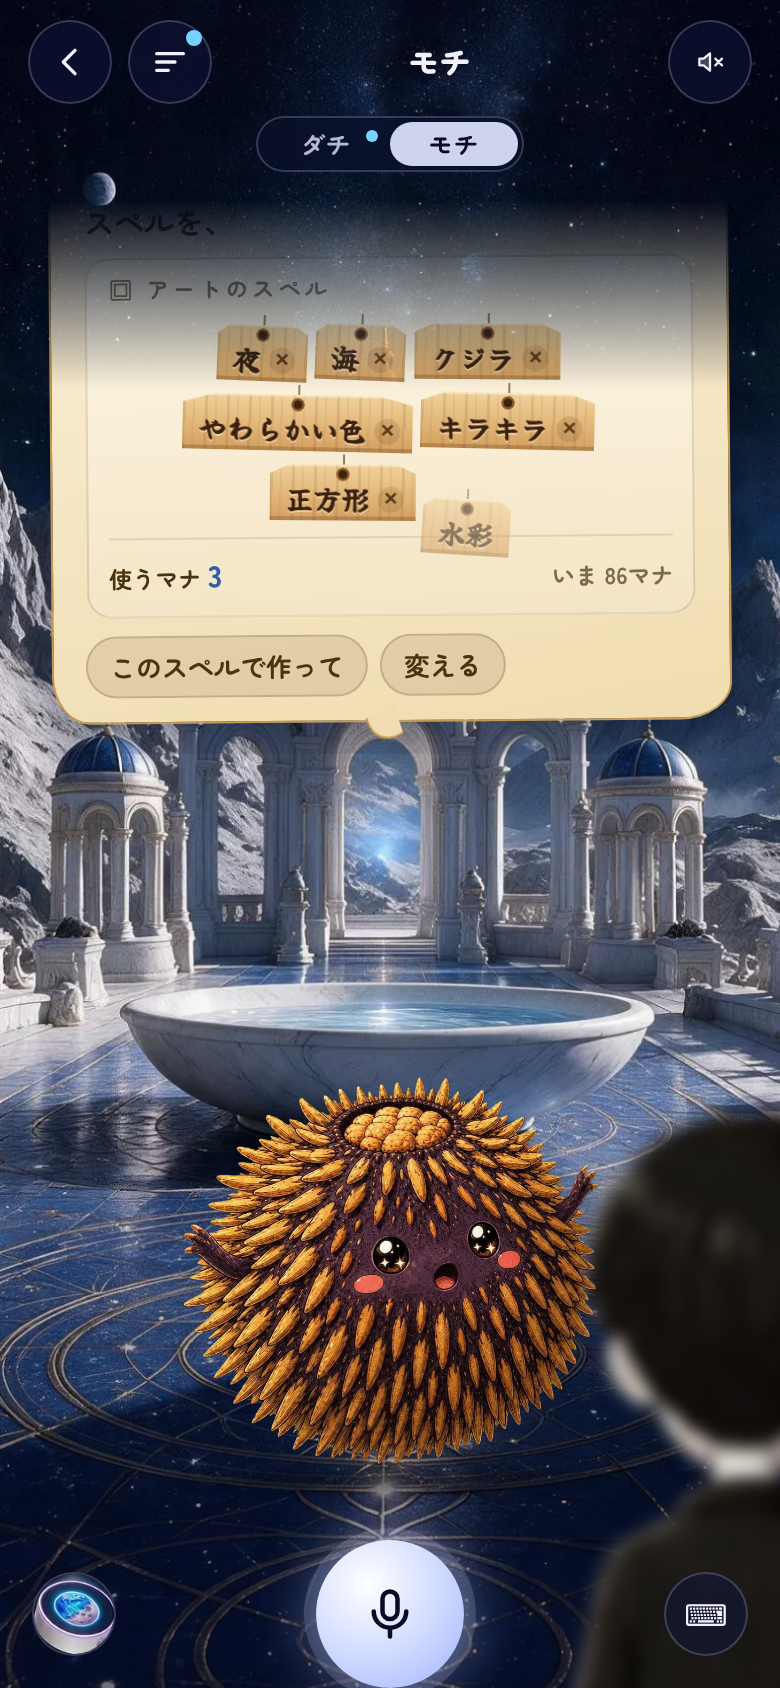 モチ
ダチ モチ
スペルを、
アートのスペル
夜 × 海 × クジラ ×
やわらかい色 × キラキラ ×
正方形 × 水彩
使うマナ 3 いま 86マナ
このスペルで作って 変える